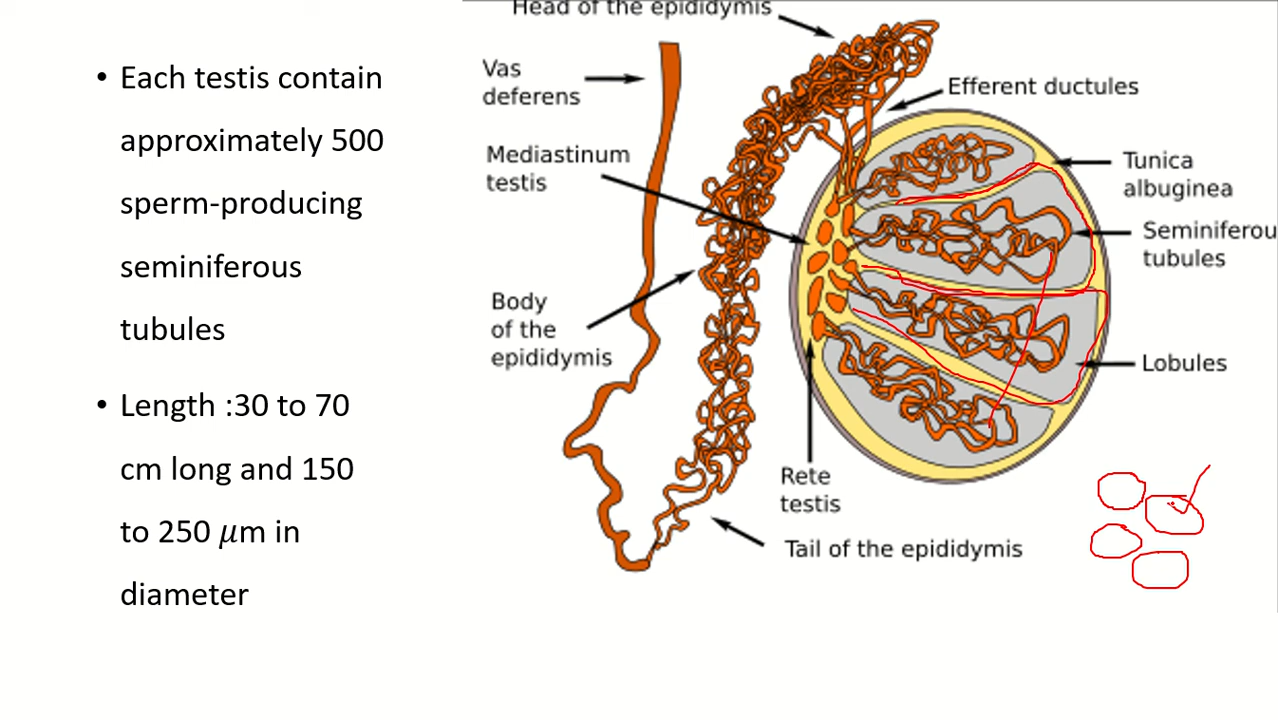 • Each testis contain
approximately 500
sperm-producing
seminiferous
tubules
• Length :30 to 70
cm long and 150
to 250 𝜇m in
diameter
Head of the epididymis
Vas
deferens
Efferent ductules
Mediastinum
testis
Tunica
albuginea
Seminiferou
tubules
Body
of the
epididymis
Lobules
Rete
testis
Tail of the epididymis